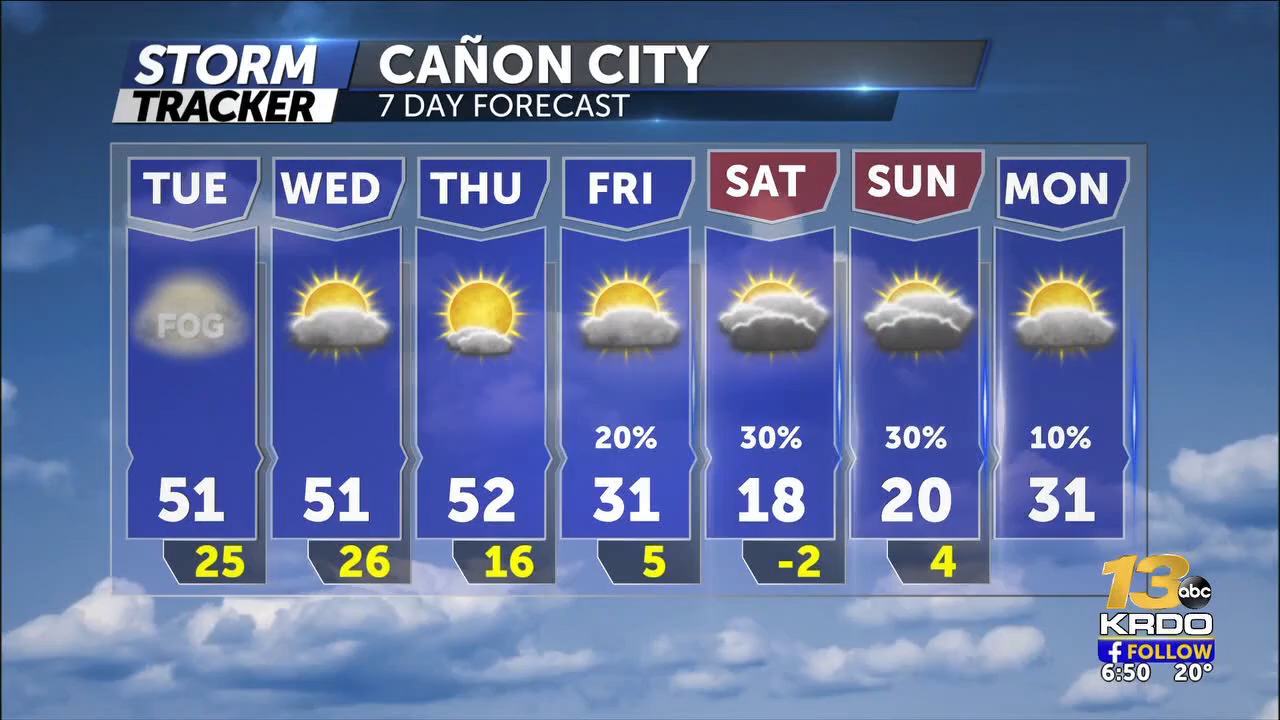 STORM
TRACKER
CAÑON CITY
7 DAY FORECAST
TUE WED THU FRI SAT SUN MON
FOG
20% 30% 30% 10%
51 51 52 31 18 20 31
25 26 16 5 -2 4
13 abc
KRDO
f FOLLOW
6:50 20°